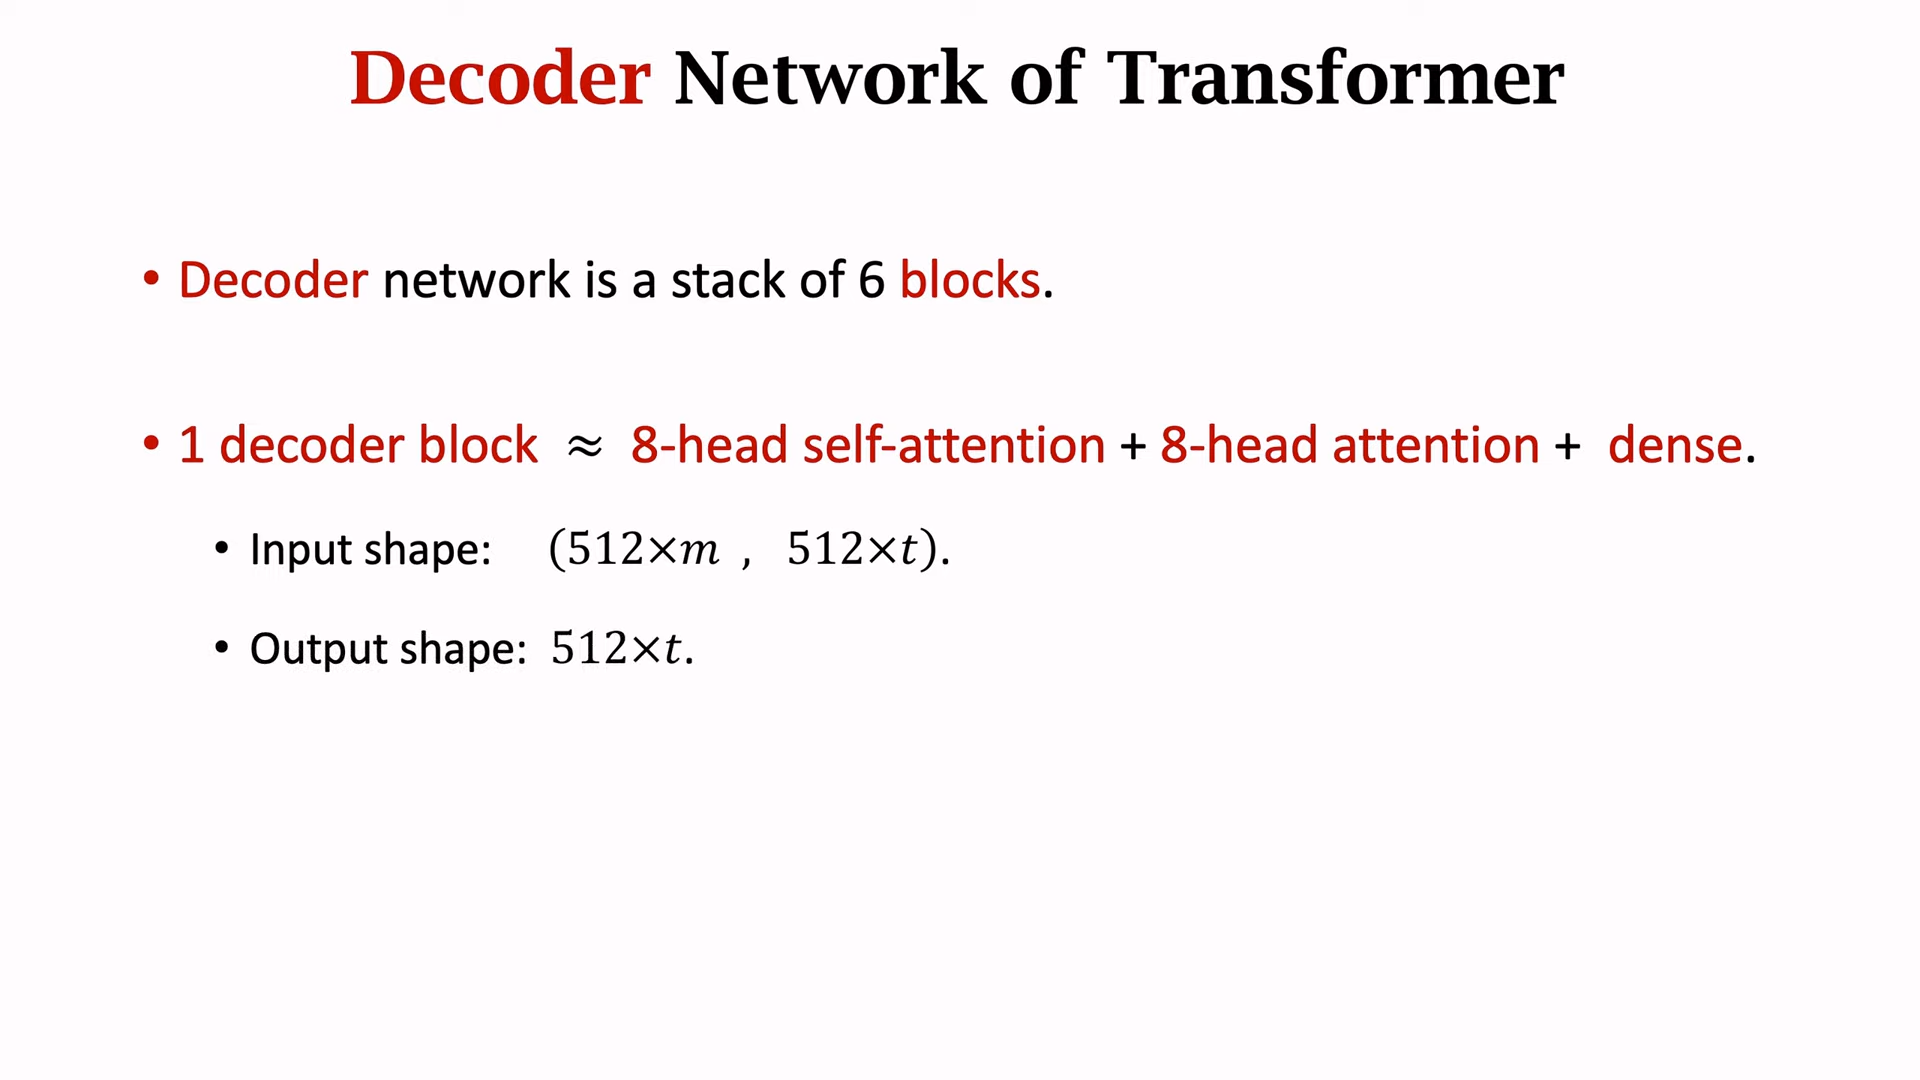 Decoder Network of Transformer
• Decoder network is a stack of 6 blocks.
• 1 decoder block ≈ 8-head self-attention + 8-head attention + dense.
• Input shape: (512×m , 512×t).
• Output shape: 512×t.